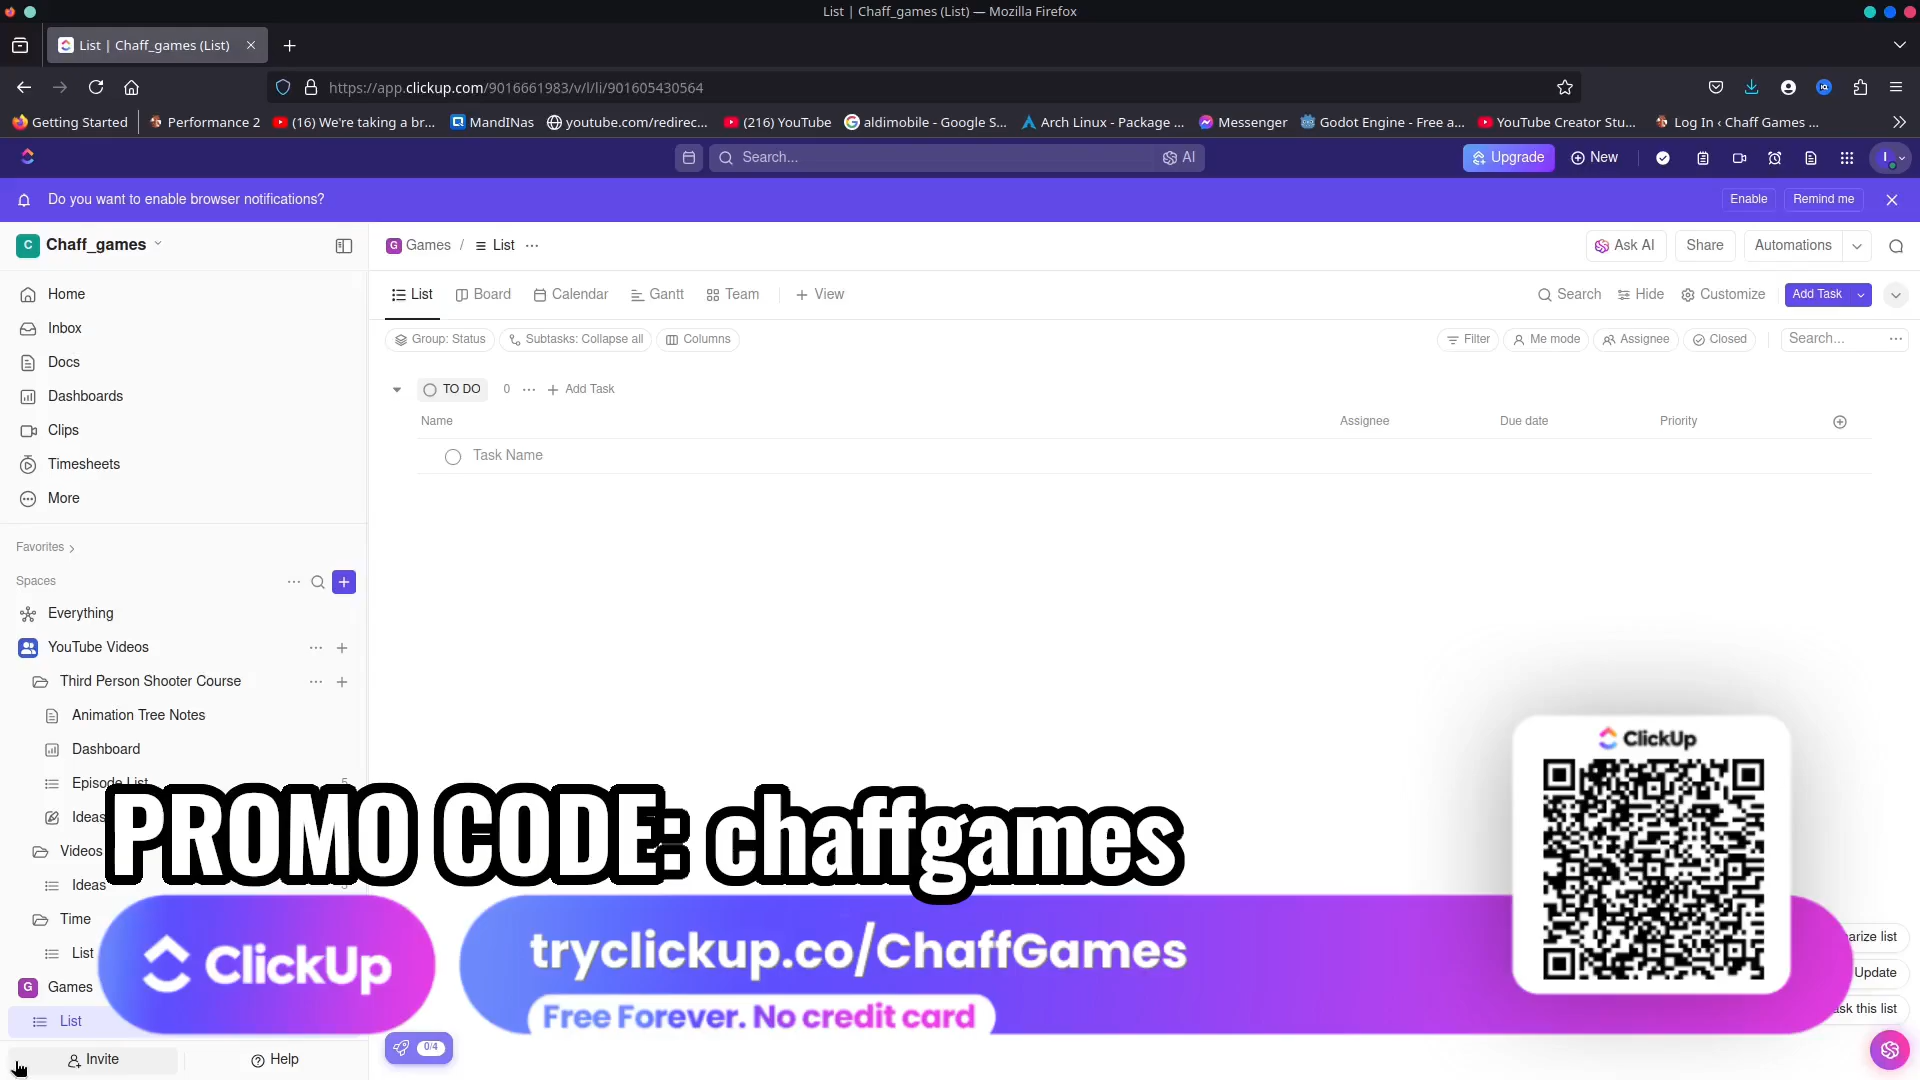 List | Chaff_games (List) — Mozilla Firefox
List | Chaff_games (List)
https://app.clickup.com/9016661983/v/l/li/901605430564
Getting Started
Performance 2
(16) We're taking a br...
MandINas
youtube.com/redirec...
(216) YouTube
aldimobile - Google S...
Arch Linux - Package ...
Messenger
Godot Engine - Free a...
YouTube Creator Stu...
Log In ‹ Chaff Games ...
Search...
AI
Upgrade
New
I
Do you want to enable browser notifications?
Enable
Remind me
C Chaff_games
G Games / List ...
Ask AI
Share
Automations
Home
Inbox
Docs
Dashboards
Clips
Timesheets
More
List
Board
Calendar
Gantt
Team
View
Search
Hide
Customize
Add Task
Group: Status
Subtasks: Collapse all
Columns
Filter
Me mode
Assignee
Closed
Search...
TO DO 0 ... Add Task
Name
Assignee
Due date
Priority
Task Name
Favorites
Spaces
Everything
YouTube Videos
Third Person Shooter Course
Animation Tree Notes
Dashboard
Episode List
Ideas
Videos
Ideas
Time
List
G Games
List
Invite
Help
PROMO CODE: chaffgames
ClickUp
tryclickup.co/ChaffGames
Free Forever. No credit card
0/4
ClickUp
arize list
Update
ask this list